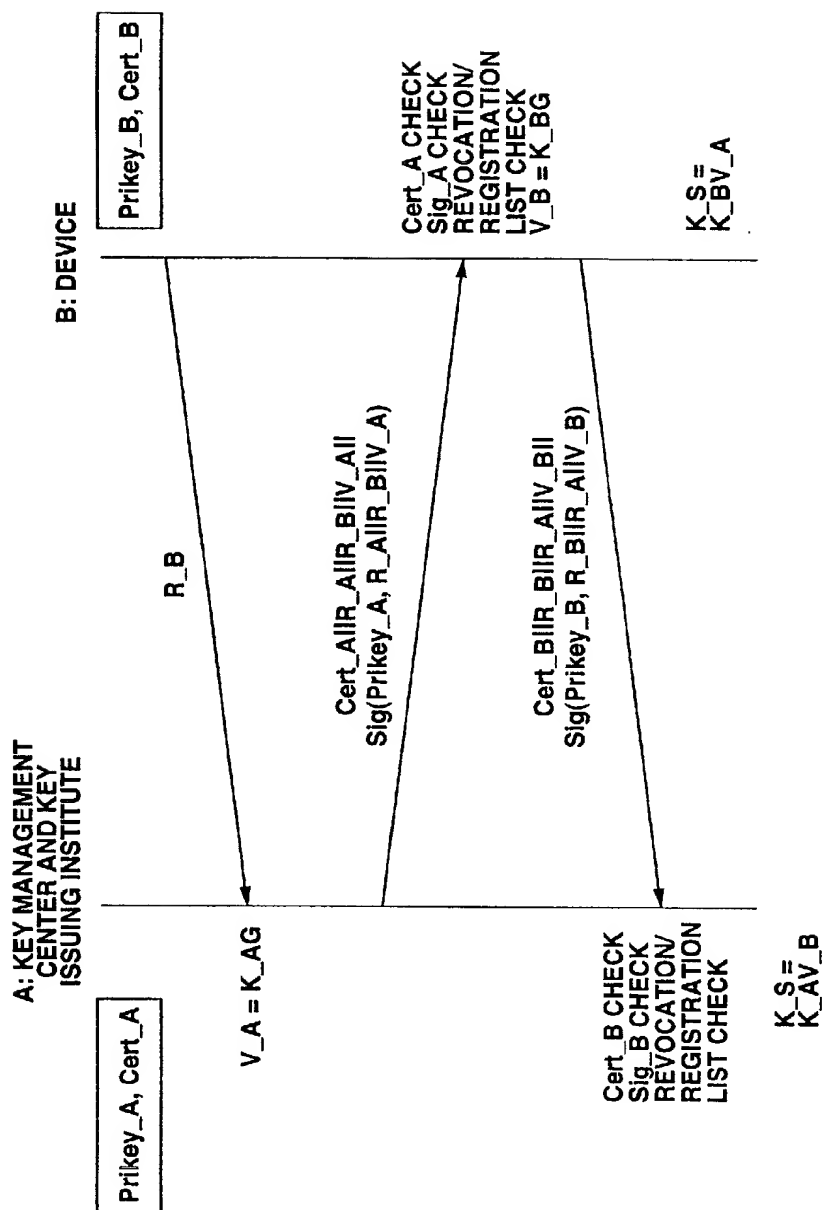 A: KEY MANAGEMENT
CENTER AND KEY
ISSUING INSTITUTE
B: DEVICE
Prikey_A, Cert_A
Prikey_B, Cert_B
R_B
V_A = K_AG
Cert_A||R_A||R_B||V_A||
Sig(Prikey_A, R_A||R_B||V_A)
Cert_A CHECK
Sig_A CHECK
REVOCATION/
REGISTRATION
LIST CHECK
V_B = K_BG
Cert_B||R_B||R_A||V_B||
Sig(Prikey_B, R_B||R_A||V_B)
Cert_B CHECK
Sig_B CHECK
REVOCATION/
REGISTRATION
LIST CHECK
K_S =
K_AV_B
K_S =
K_BV_A